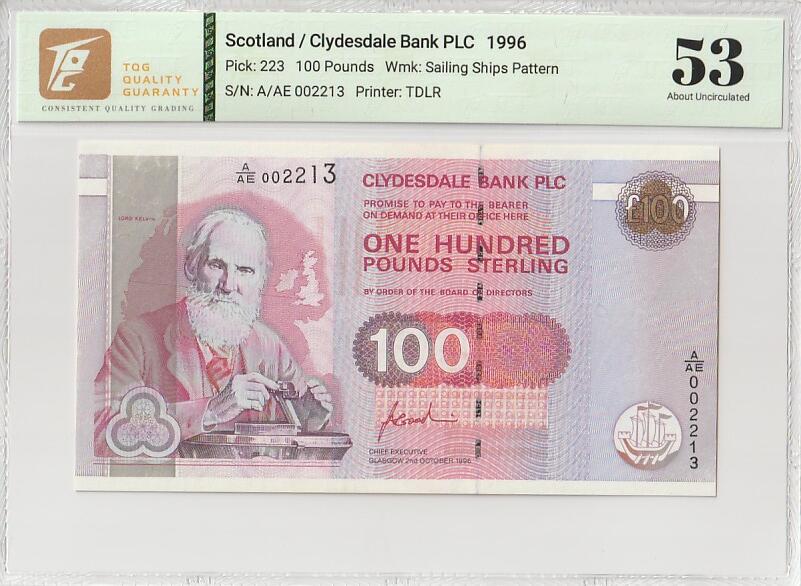 TQG
QUALITY
GUARANTY
CONSISTENT QUALITY GRADING
Scotland / Clydesdale Bank PLC 1996
Pick: 223 100 Pounds Wmk: Sailing Ships Pattern
S/N: A/AE 002213 Printer: TDLR
53
About Uncirculated
A/AE 002213
LORD KELVIN
CLYDESDALE BANK PLC
PROMISE TO PAY TO THE BEARER
ON DEMAND AT THEIR OFFICE HERE
ONE HUNDRED
POUNDS STERLING
BY ORDER OF THE BOARD OF DIRECTORS
£100
100
CHIEF EXECUTIVE
GLASGOW 2nd OCTOBER 1996
A/AE 002213